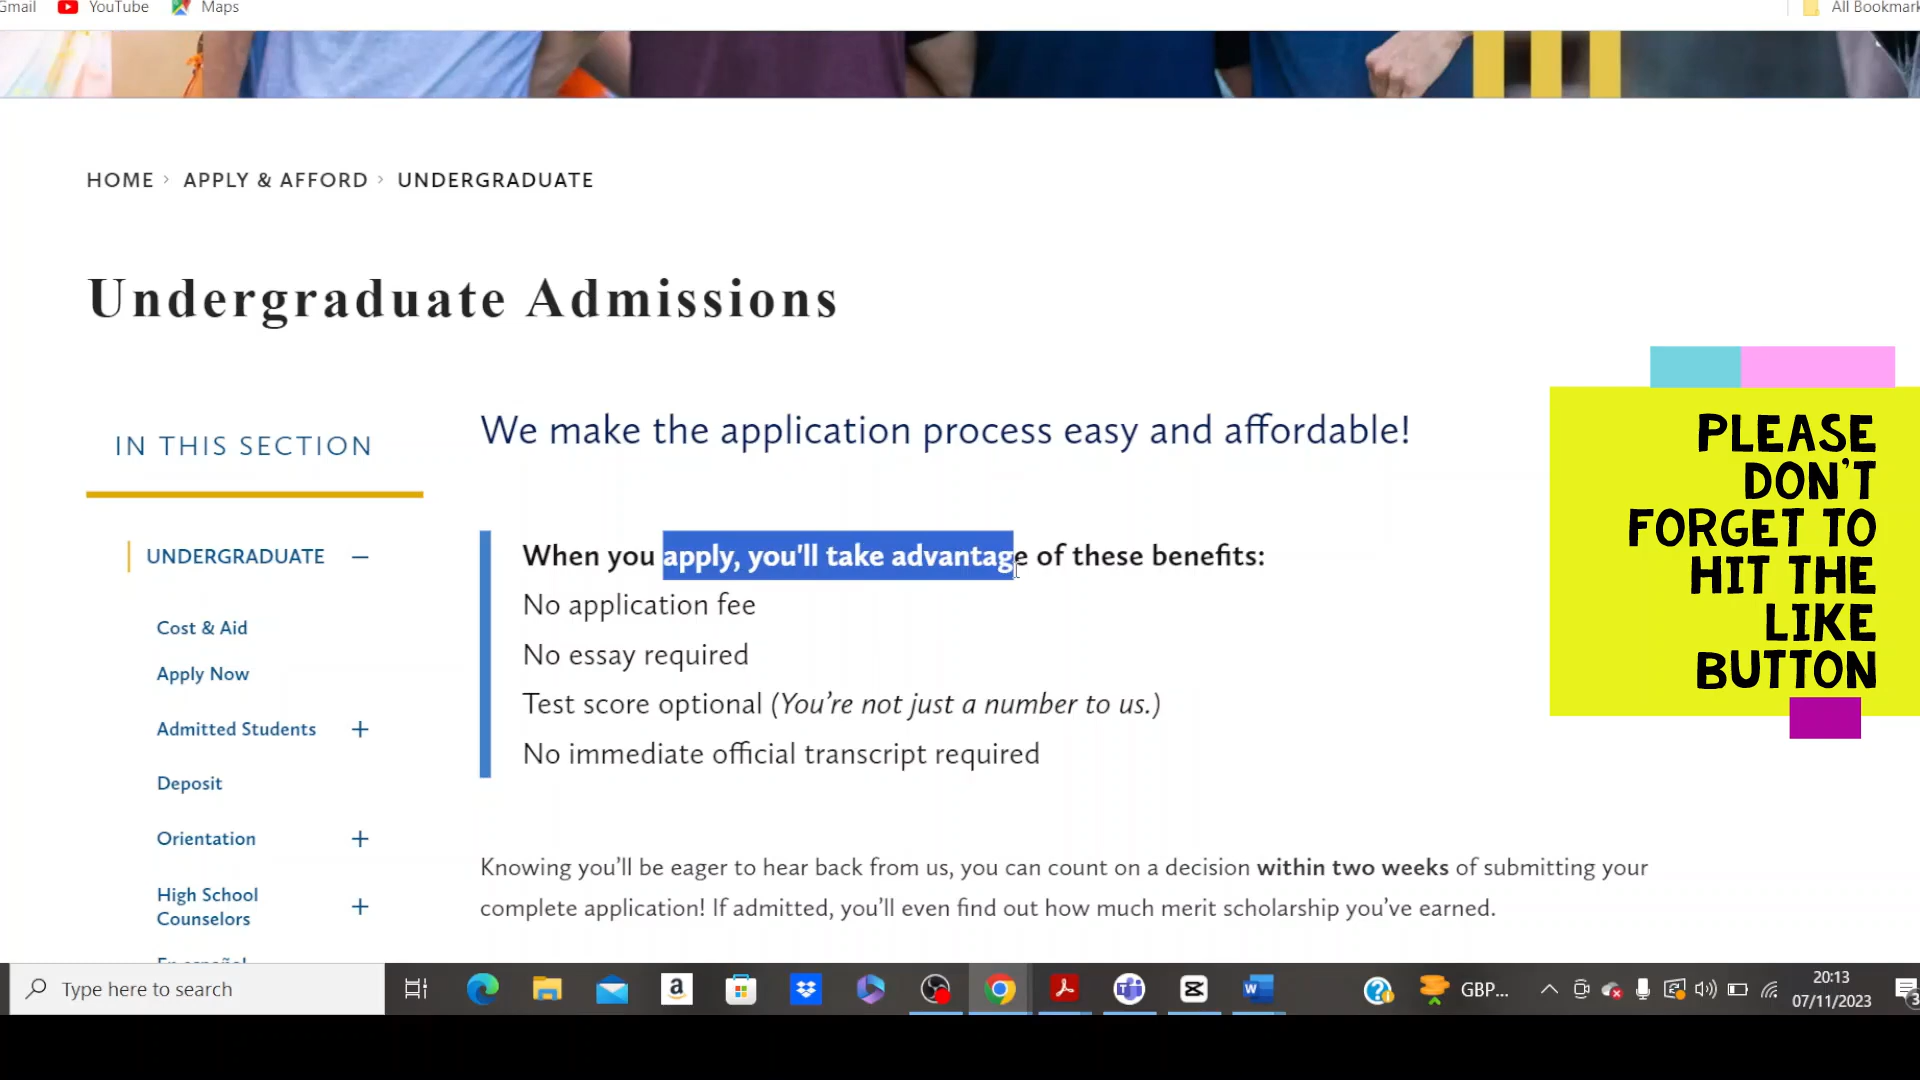 Gmail YouTube Maps All Bookmark
HOME > APPLY & AFFORD > UNDERGRADUATE
Undergraduate Admissions
IN THIS SECTION
UNDERGRADUATE —
Cost & Aid
Apply Now
Admitted Students +
Deposit
Orientation +
High School
Counselors +
En español
We make the application process easy and affordable!
When you apply, you'll take advantage of these benefits:
No application fee
No essay required
Test score optional (You’re not just a number to us.)
No immediate official transcript required
Knowing you’ll be eager to hear back from us, you can count on a decision within two weeks of submitting your
complete application! If admitted, you’ll even find out how much merit scholarship you’ve earned.
PLEASE
DON'T
FORGET TO
HIT THE
LIKE
BUTTON
Type here to search
GBP...
20:13
07/11/2023
3